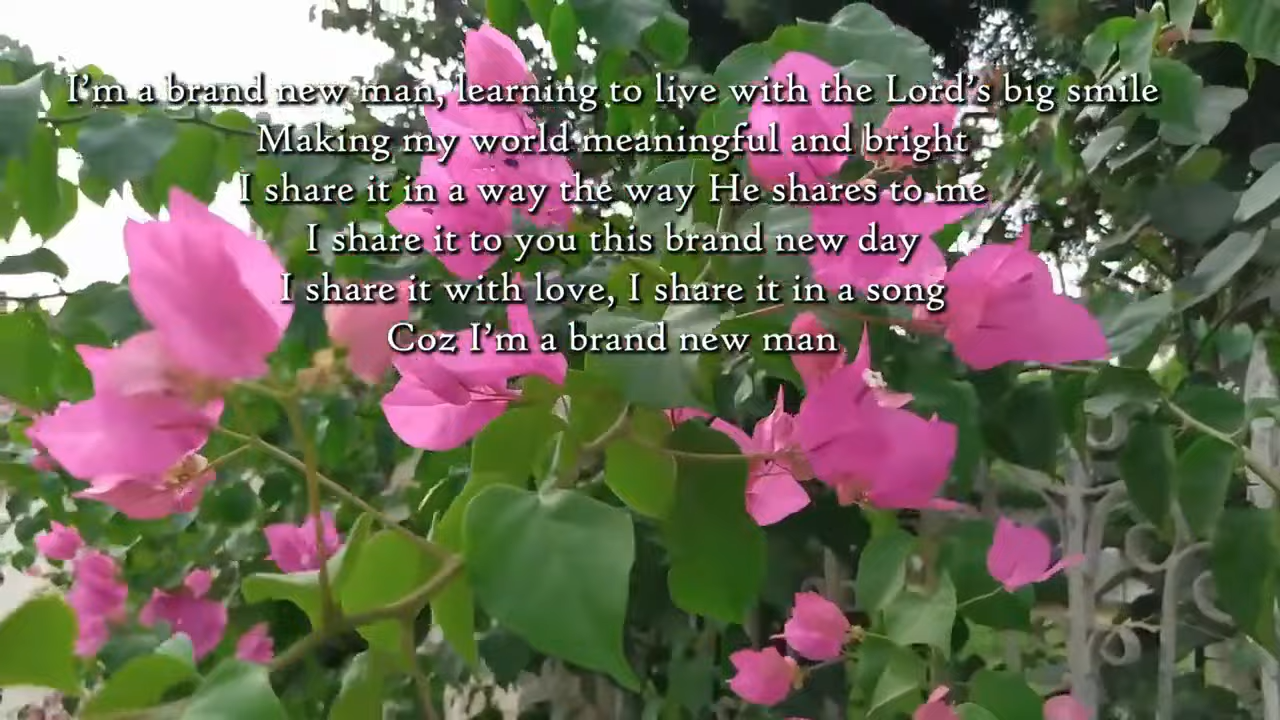 I'm a brand new man, learning to live with the Lord's big smile
Making my world meaningful and bright
I share it in a way the way He shares to me
I share it to you this brand new day
I share it with love, I share it in a song
Coz I'm a brand new man